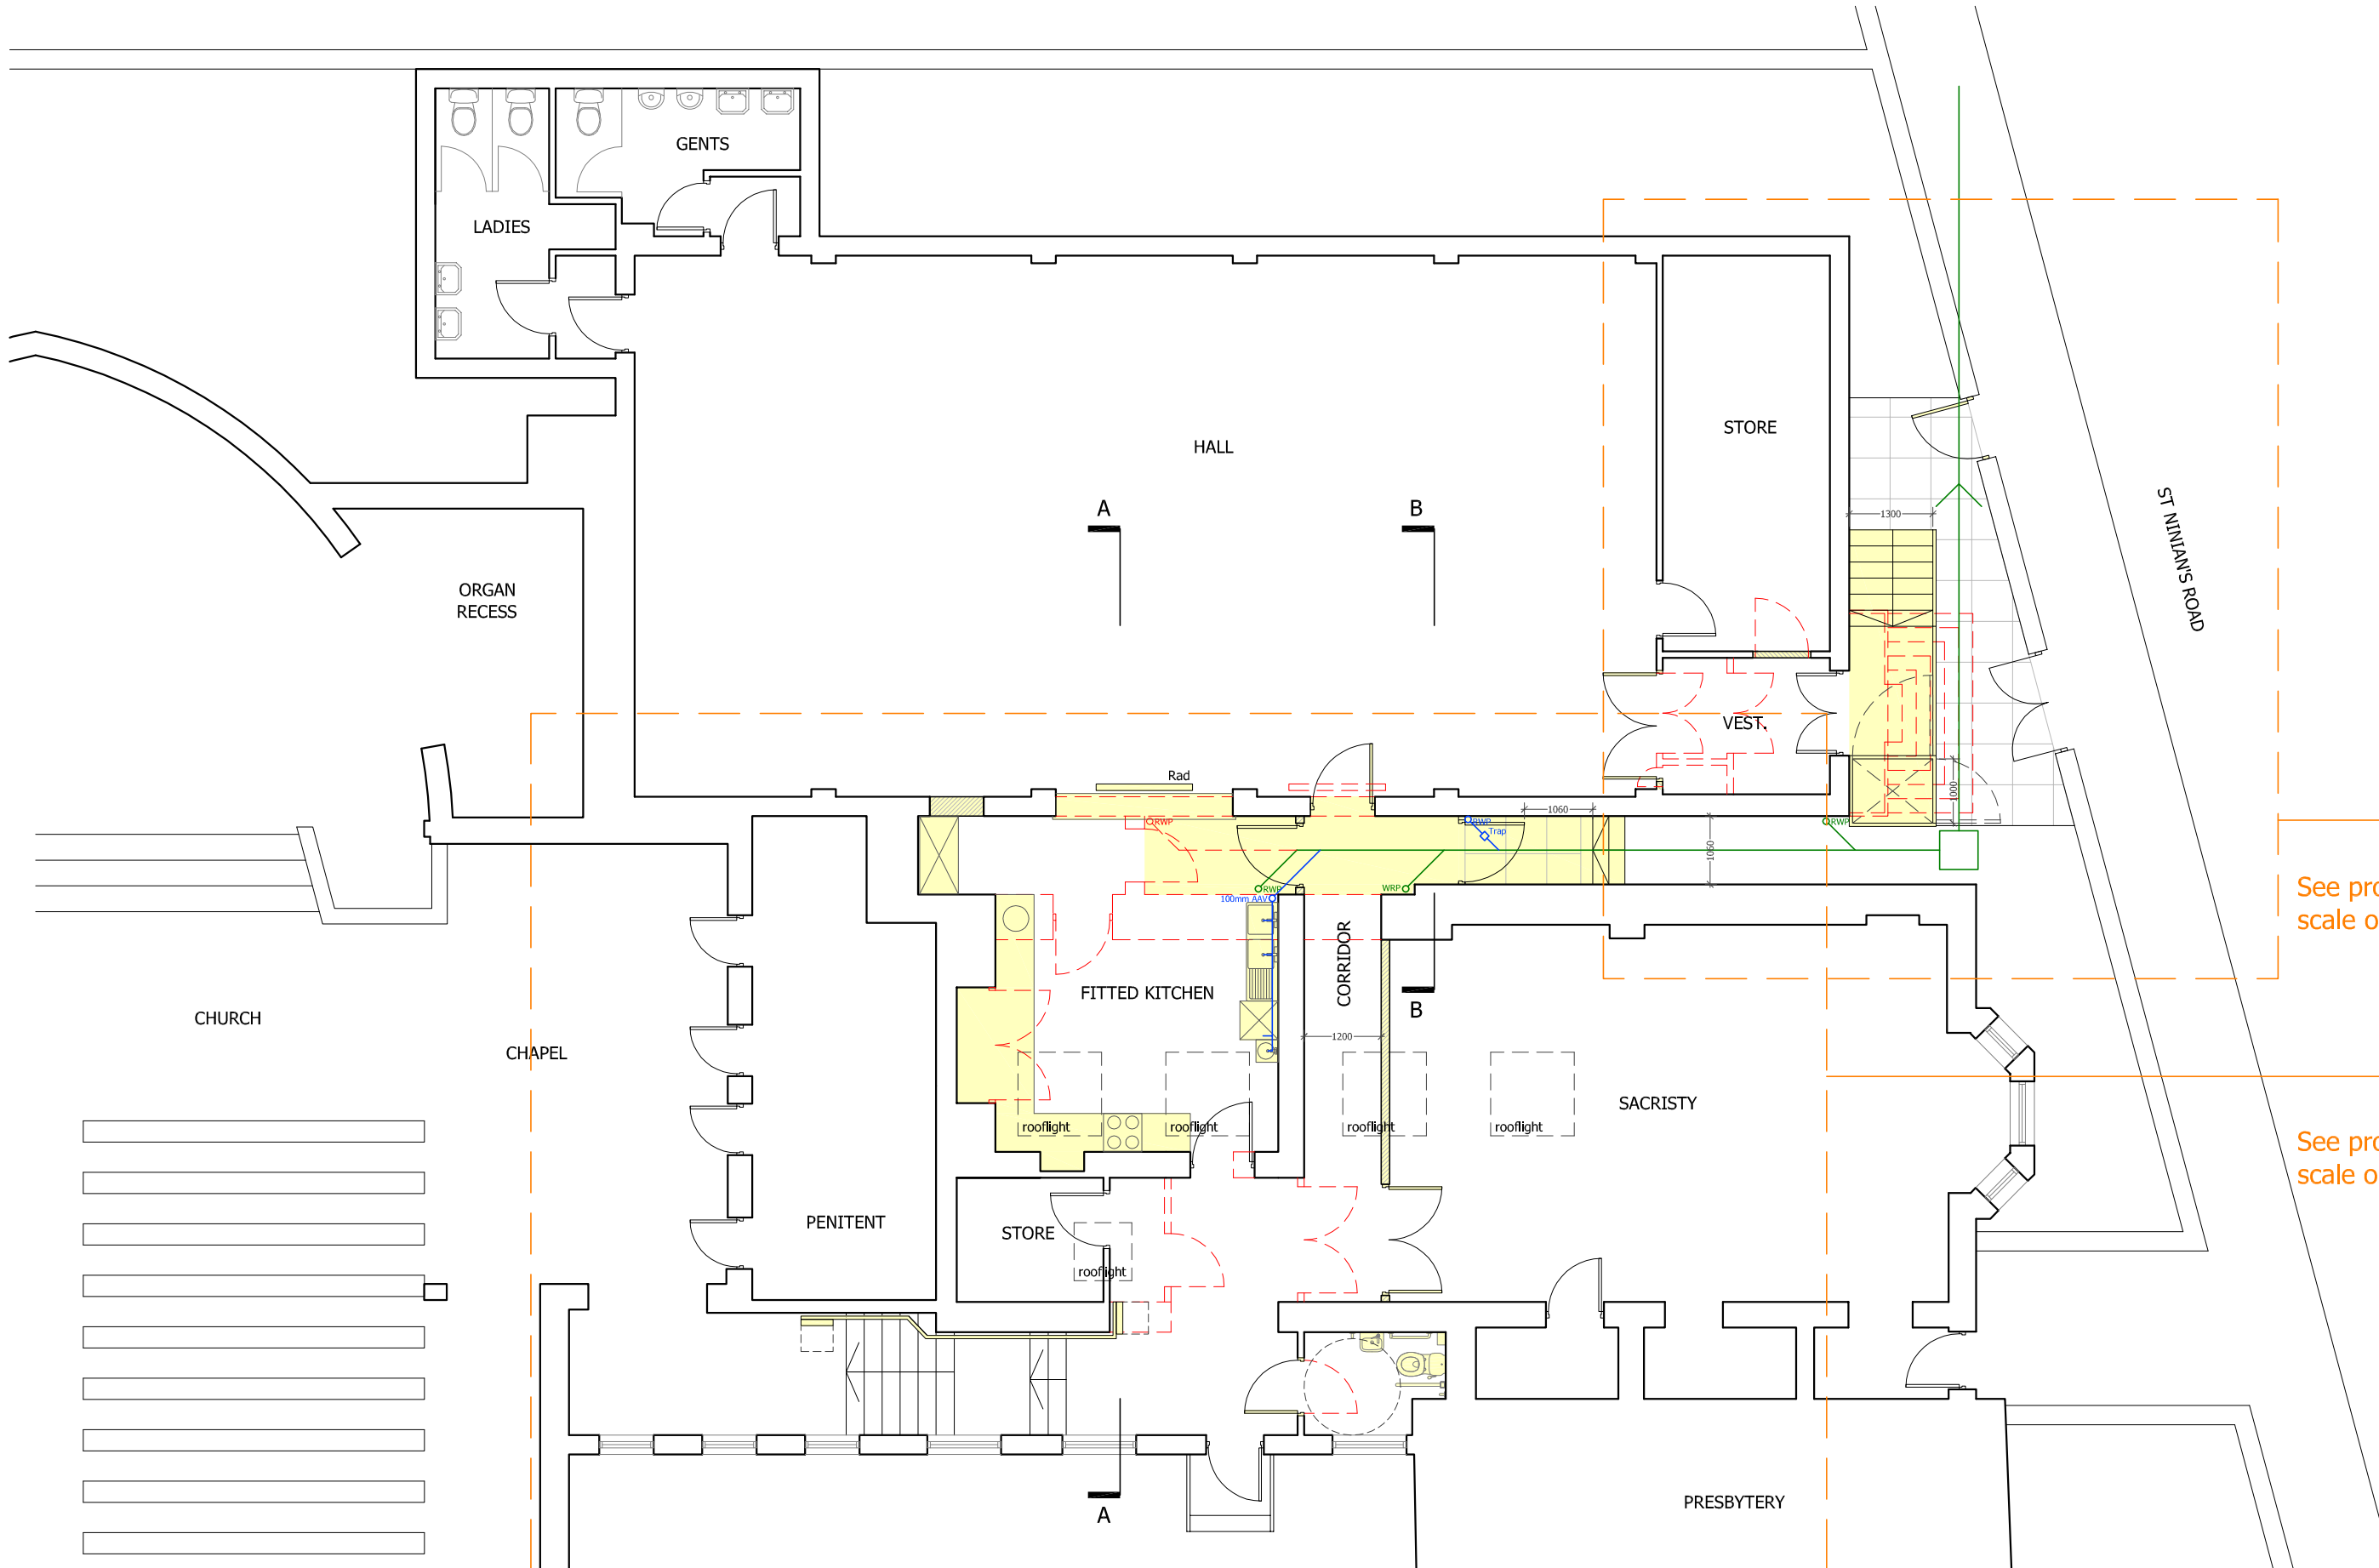 GENTS
LADIES
HALL
STORE
A
B
1300
ST NINIAN'S ROAD
ORGAN
RECESS
VEST.
Rad
1000
1060
RWP
RWP
Trap
RWP
1050
See pro
scale o
RWP
WRP
100mm AAV
CORRIDOR
FITTED KITCHEN
B
CHURCH
CHAPEL
1200
SACRISTY
rooflight
rooflight
rooflight
rooflight
See pro
scale o
PENITENT
STORE
rooflight
PRESBYTERY
A